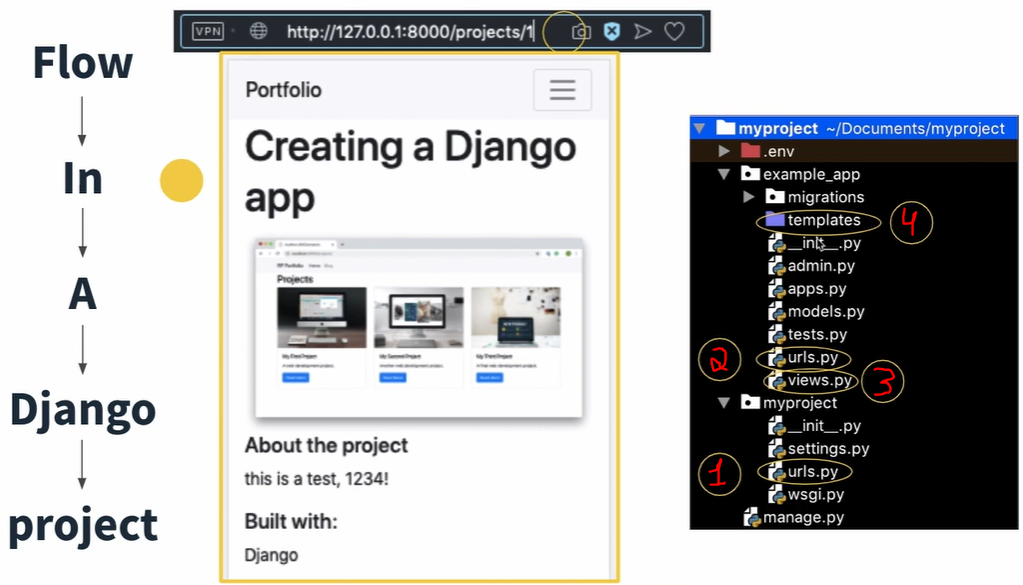 Flow
In
A
Django
project
VPN
http://127.0.0.1:8000/projects/1
Portfolio
Creating a Django
app
Projects
My First Project
My Second Project
My Third Project
About the project
this is a test, 1234!
Built with:
Django
myproject ~/Documents/myproject
.env
example_app
migrations
templates
4
__init__.py
admin.py
apps.py
models.py
tests.py
2
urls.py
views.py
3
myproject
__init__.py
settings.py
1
urls.py
wsgi.py
manage.py